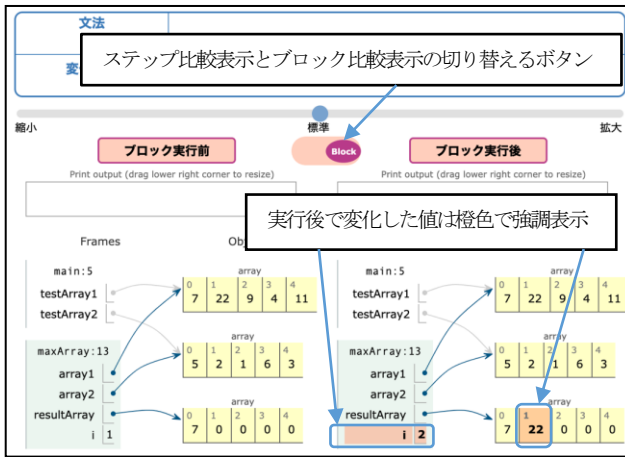 文法
ステップ比較表示とブロック比較表示の切り替えるボタン
変
縮小
標準
拡大
ブロック実行前
Block
ブロック実行後
Print output (drag lower right corner to resize)
Print output (drag lower right corner to resize)
実行後で変化した値は橙色で強調表示
Frames
Ob
main:5
testArray1
testArray2
array
0 1 2 3 4
7 22 9 4 11
maxArray:13
array1
array2
resultArray
i 1
array
0 1 2 3 4
5 2 1 6 3
array
0 1 2 3 4
7 0 0 0 0
main:5
testArray1
testArray2
array
0 1 2 3 4
7 22 9 4 11
maxArray:13
array1
array2
resultArray
i 2
array
0 1 2 3 4
5 2 1 6 3
array
0 1 2 3 4
7 22 0 0 0